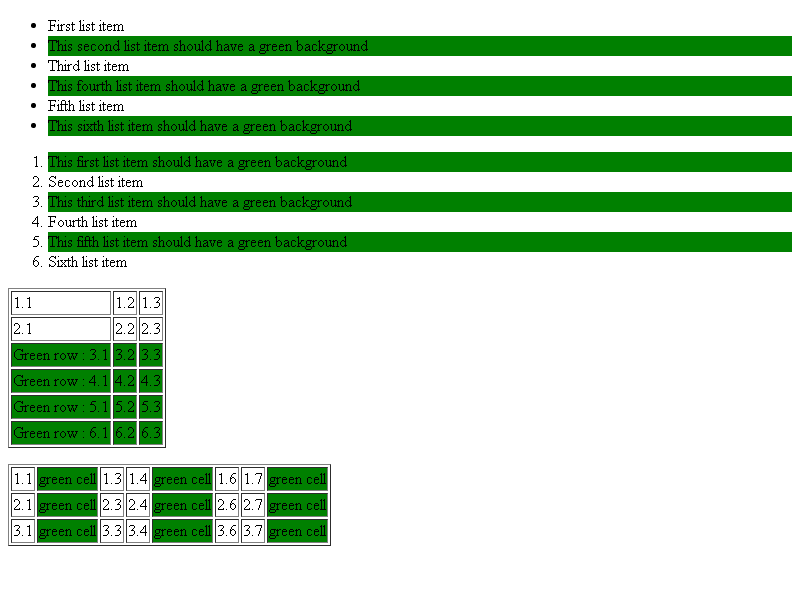 First list item
This second list item should have a green background
Third list item
This fourth list item should have a green background
Fifth list item
This sixth list item should have a green background
1. This first list item should have a green background
2. Second list item
3. This third list item should have a green background
4. Fourth list item
5. This fifth list item should have a green background
6. Sixth list item
1.1 1.2 1.3
2.1 2.2 2.3
Green row : 3.1 3.2 3.3
Green row : 4.1 4.2 4.3
Green row : 5.1 5.2 5.3
Green row : 6.1 6.2 6.3
1.1 green cell 1.3 1.4 green cell 1.6 1.7 green cell
2.1 green cell 2.3 2.4 green cell 2.6 2.7 green cell
3.1 green cell 3.3 3.4 green cell 3.6 3.7 green cell